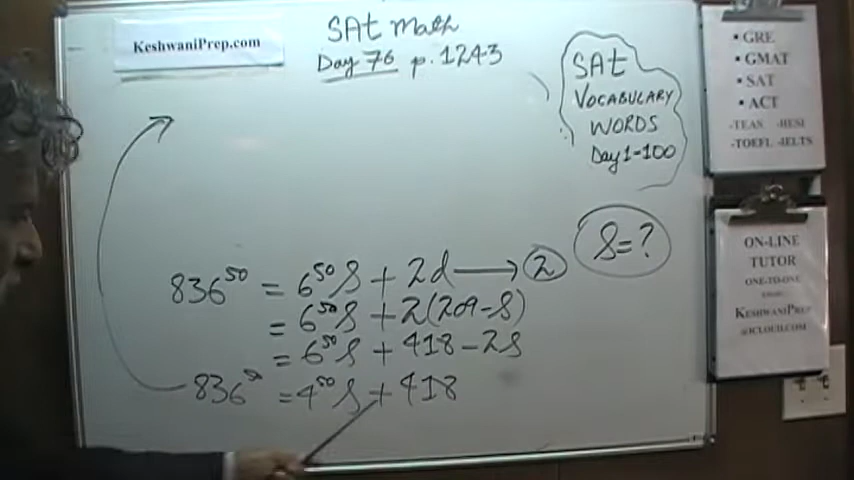 KeshwaniPrep.com
SAt Math
Day 76 p. 1243
SAt
VOCABULARY
WORDS
Day 1-100
• GRE
• GMAT
• SAT
• ACT
-TEAS -HESI
-TOEFL -IELTS
ON-LINE
TUTOR
ONE-TO-ONE
KESHWANIPREP
@ICLOUD.COM
S=?
836^50 = 6^50 S + 2d → 2
= 6^50 S + 2(209-S)
= 6^50 S + 418-2S
836^50 = 4^50 S + 418